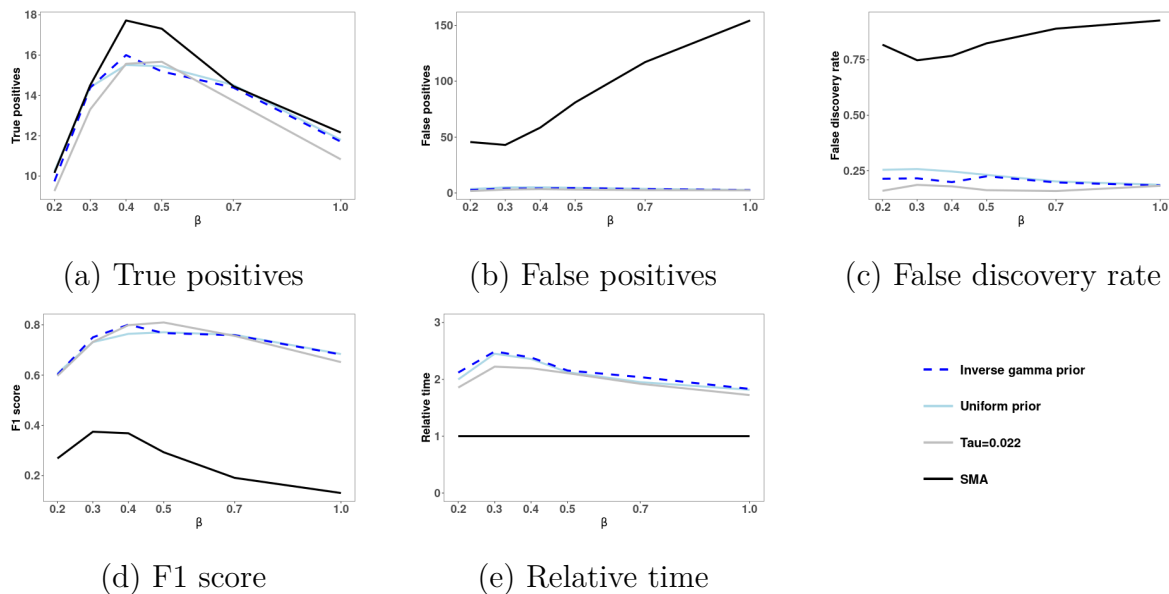 True positives
18
16
14
12
10
0.2 0.3 0.4 0.5 0.7 1.0
β
(a) True positives
False positives
150
100
50
0
0.2 0.3 0.4 0.5 0.7 1.0
β
(b) False positives
False discovery rate
0.75
0.50
0.25
0.2 0.3 0.4 0.5 0.7 1.0
β
(c) False discovery rate
F1 score
0.8
0.6
0.4
0.2
0.2 0.3 0.4 0.5 0.7 1.0
β
(d) F1 score
Relative time
3
2
1
0
0.2 0.3 0.4 0.5 0.7 1.0
β
(e) Relative time
Inverse gamma prior
Uniform prior
Tau=0.022
SMA